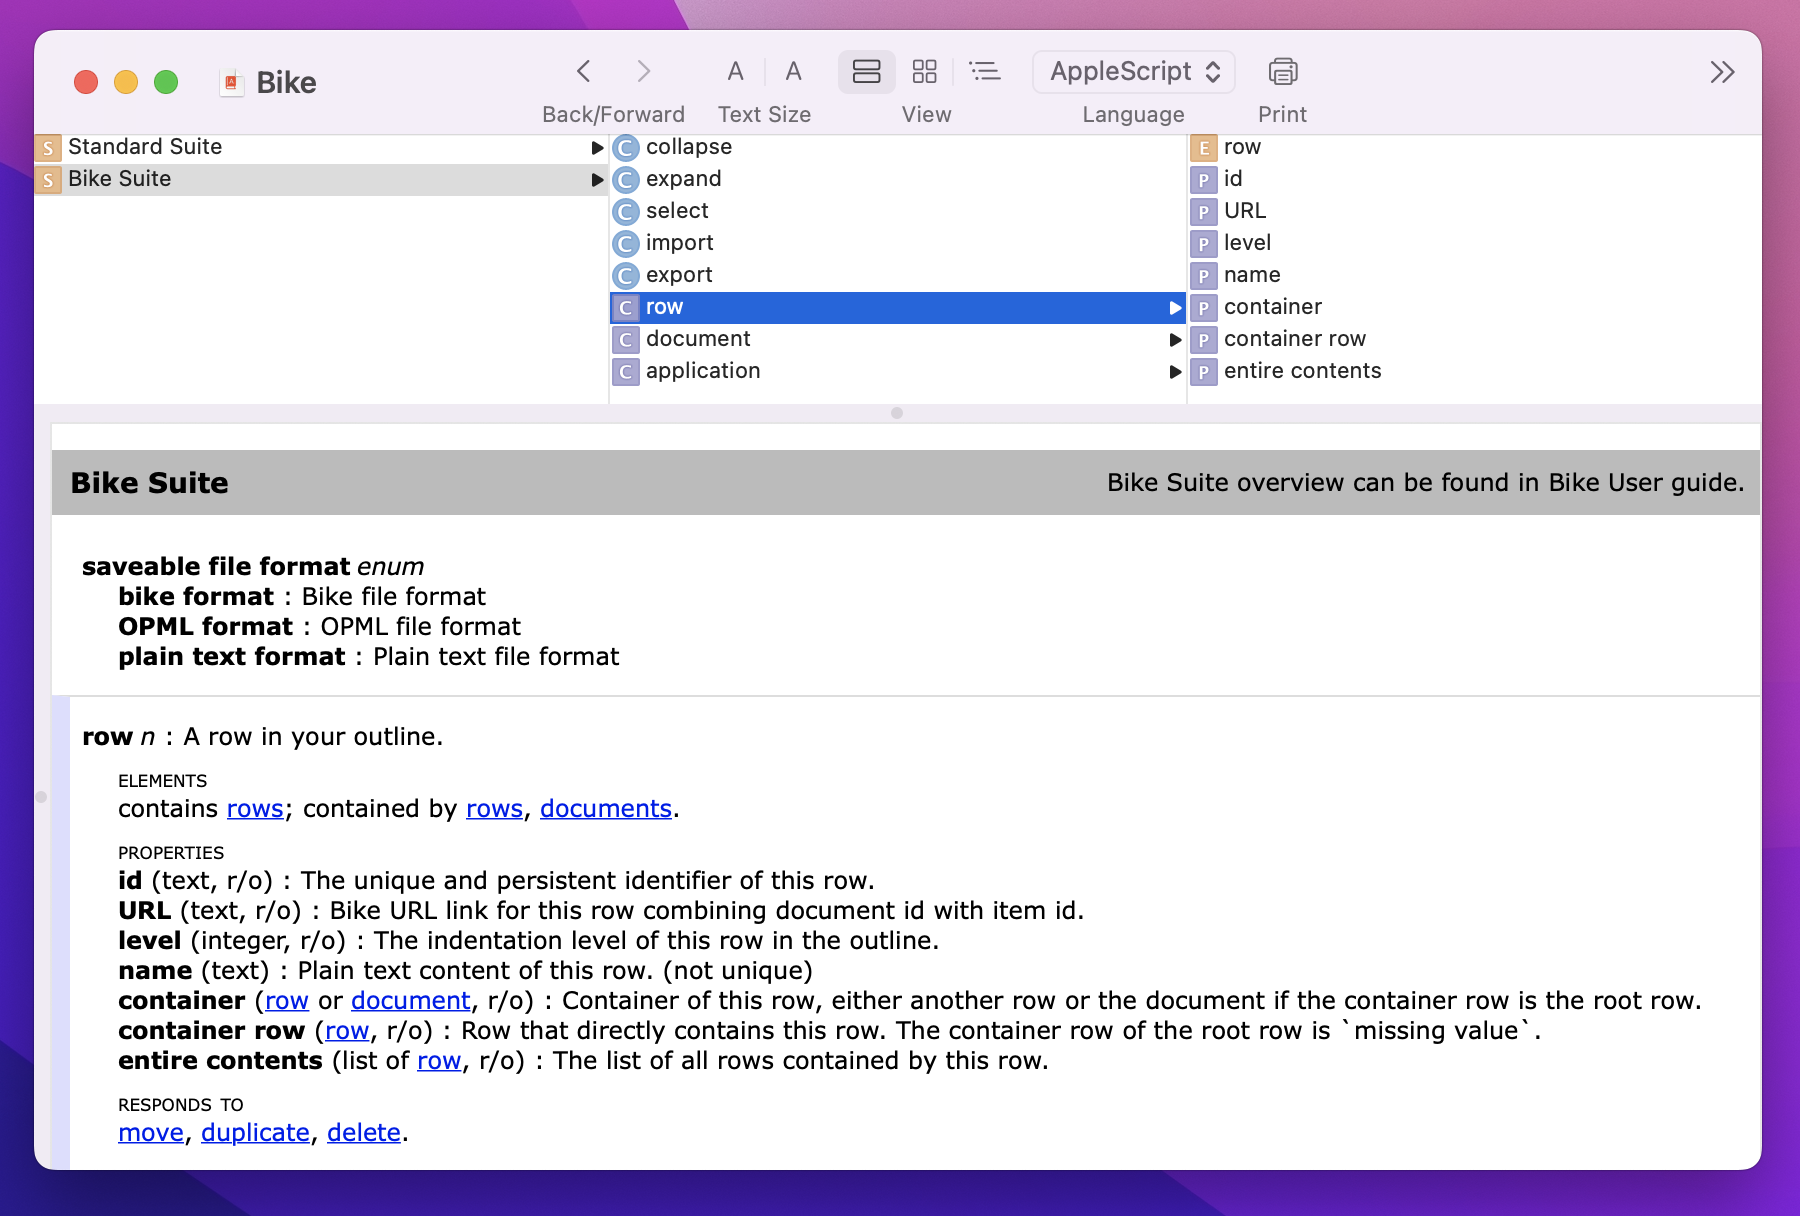 Bike
Back/Forward
A A
Text Size
View
AppleScript
Language
Print
S Standard Suite
S Bike Suite
C collapse
C expand
C select
C import
C export
C row
C document
C application
E row
P id
P URL
P level
P name
P container
P container row
P entire contents
Bike Suite Bike Suite overview can be found in Bike User guide.
saveable file format enum
bike format : Bike file format
OPML format : OPML file format
plain text format : Plain text file format
row n : A row in your outline.
ELEMENTS
contains rows; contained by rows, documents.
PROPERTIES
id (text, r/o) : The unique and persistent identifier of this row.
URL (text, r/o) : Bike URL link for this row combining document id with item id.
level (integer, r/o) : The indentation level of this row in the outline.
name (text) : Plain text content of this row. (not unique)
container (row or document, r/o) : Container of this row, either another row or the document if the container row is the root row.
container row (row, r/o) : Row that directly contains this row. The container row of the root row is `missing value`.
entire contents (list of row, r/o) : The list of all rows contained by this row.
RESPONDS TO
move, duplicate, delete.